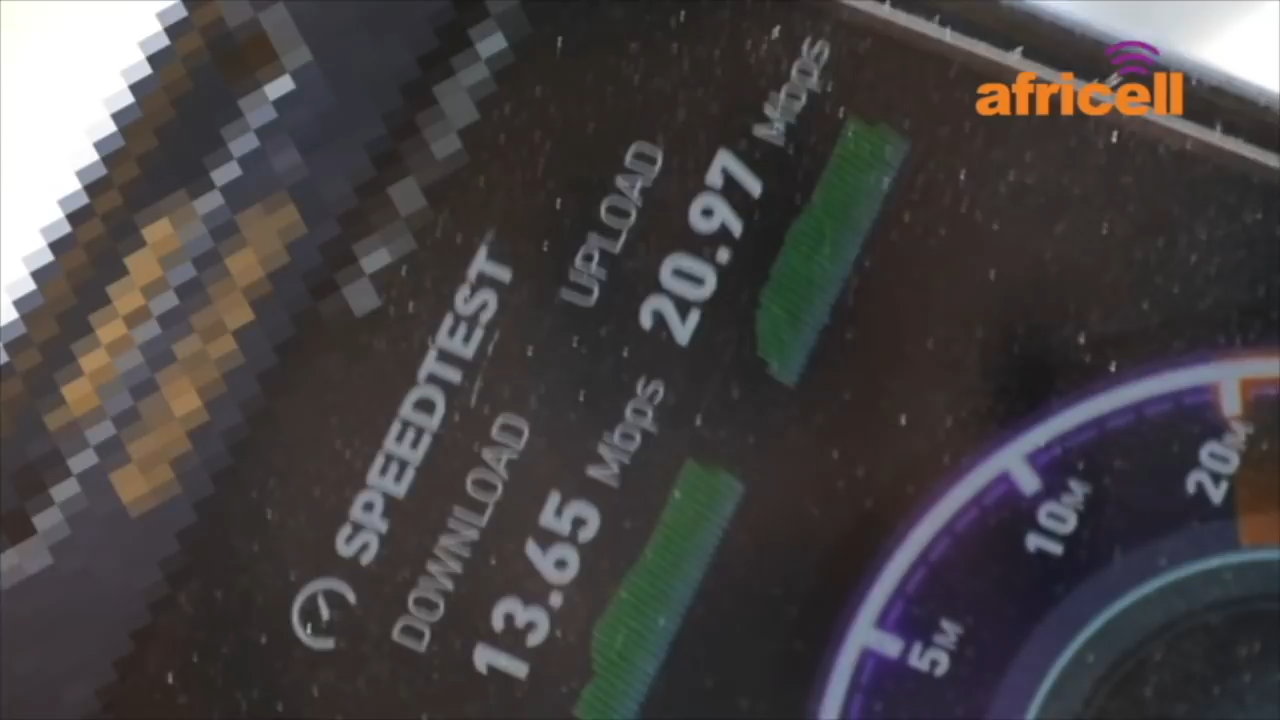 africell
SPEEDTEST
DOWNLOAD
UPLOAD
13.65 Mbps
20.97 Mbps
5M
10M
20M